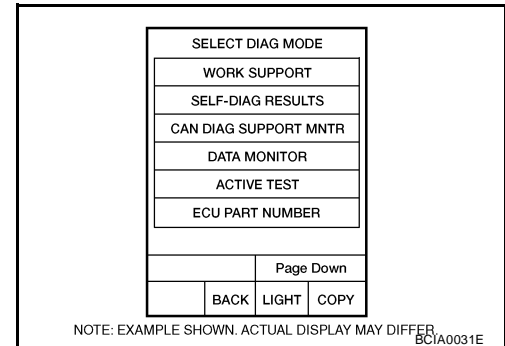 SELECT DIAG MODE
WORK SUPPORT
SELF-DIAG RESULTS
CAN DIAG SUPPORT MNTR
DATA MONITOR
ACTIVE TEST
ECU PART NUMBER
Page Down
BACK LIGHT COPY
NOTE: EXAMPLE SHOWN. ACTUAL DISPLAY MAY DIFFER.
BCIA0031E